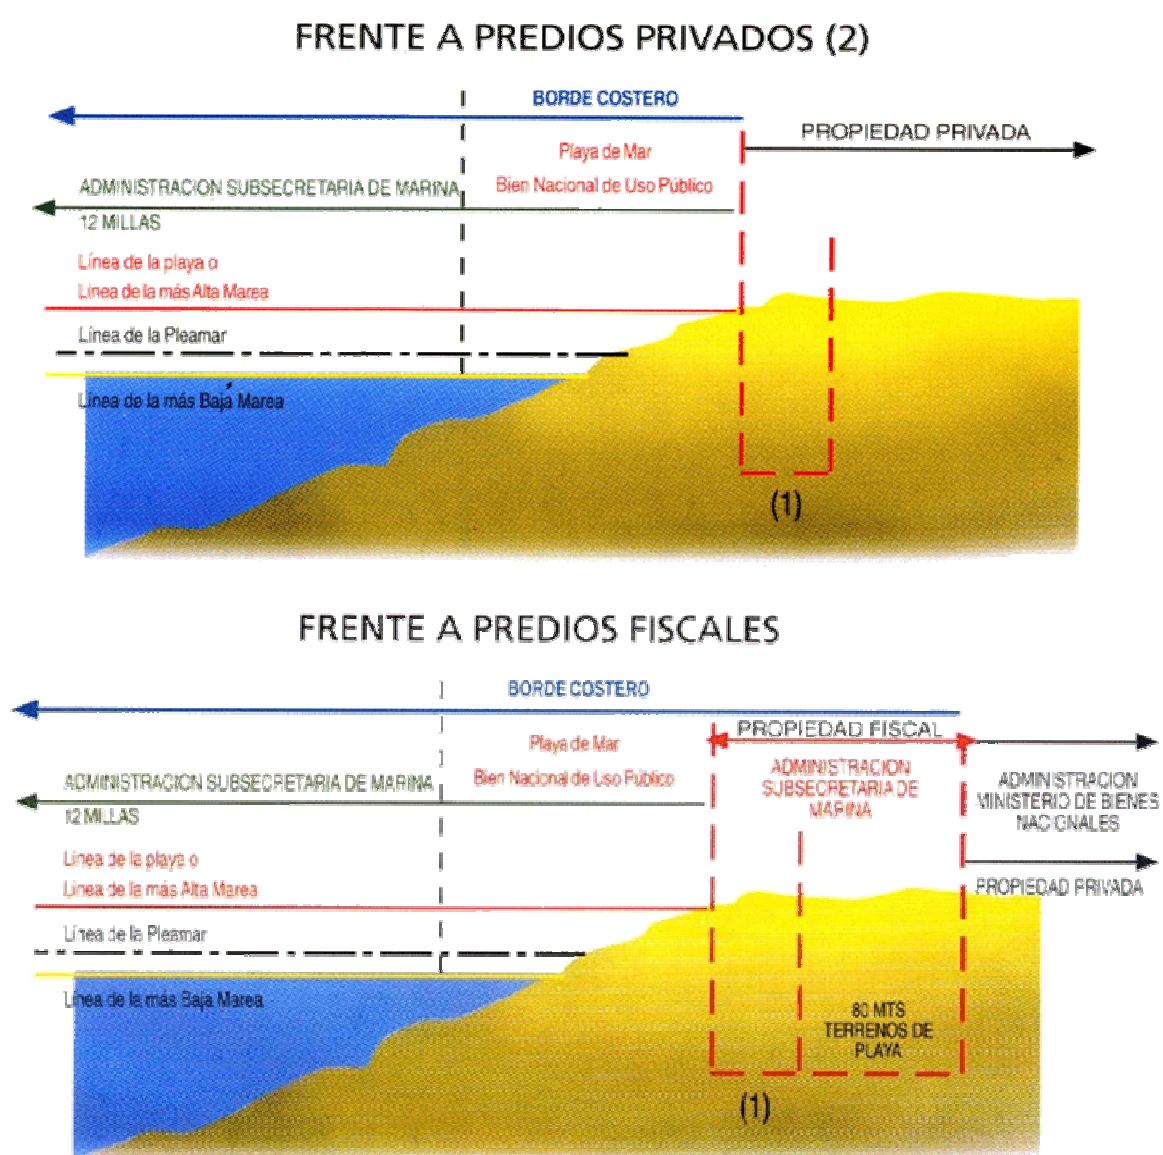 FRENTE A PREDIOS PRIVADOS (2)
BORDE COSTERO
PROPIEDAD PRIVADA
Playa de Mar
ADMINISTRACION SUBSECRETARIA DE MARINA
Bien Nacional de Uso Público
12 MILLAS
Línea de la playa o
Línea de la más Alta Marea
Línea de la Pleamar
Línea de la más Baja Marea
(1)
FRENTE A PREDIOS FISCALES
BORDE COSTERO
PROPIEDAD FISCAL
Playa de Mar
ADMINISTRACION
SUBSECRETARIA DE
MARINA
ADMINISTRACION
MINISTERIO DE BIENES
NACIONALES
ADMINISTRACION SUBSECRETARIA DE MARINA
Bien Nacional de Uso Público
12 MILLAS
Línea de la playa o
Línea de la más Alta Marea
PROPIEDAD PRIVADA
Línea de la Pleamar
Línea de la más Baja Marea
80 MTS
TERRENOS DE
PLAYA
(1)